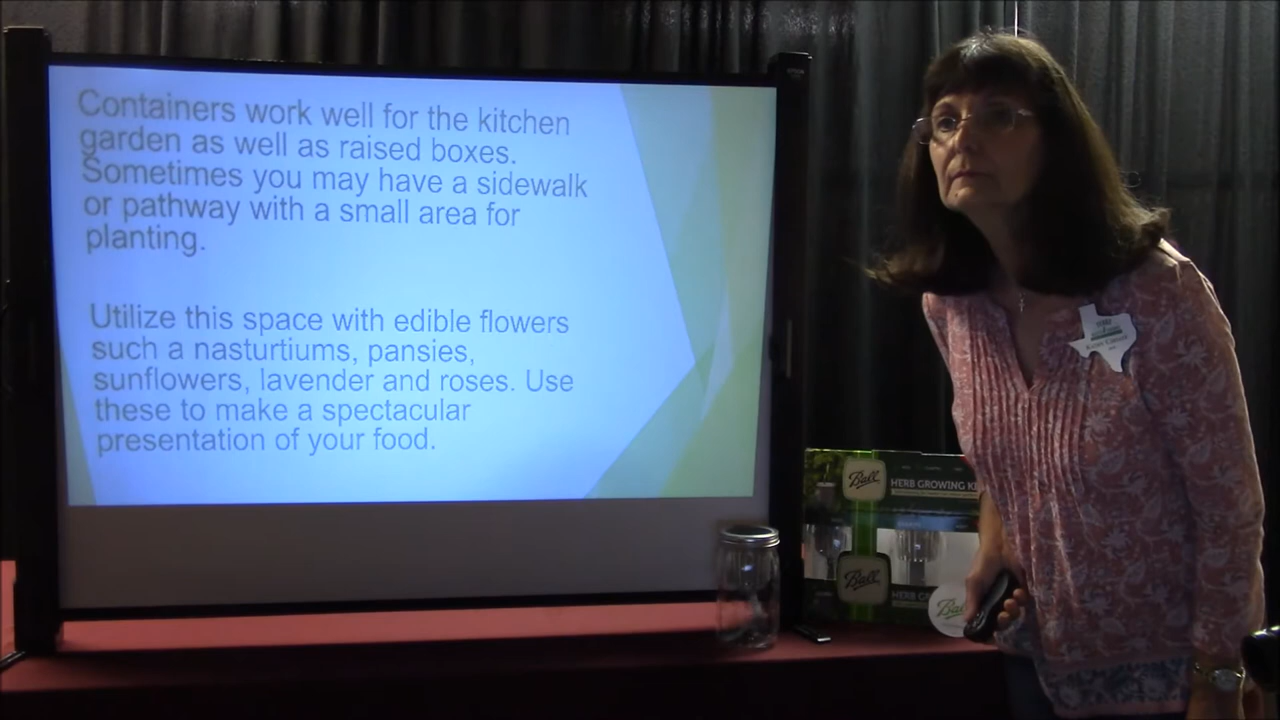 Containers work well for the kitchen
garden as well as raised boxes.
Sometimes you may have a sidewalk
or pathway with a small area for
planting.
Utilize this space with edible flowers
such a nasturtiums, pansies,
sunflowers, lavender and roses. Use
these to make a spectacular
presentation of your food.
Ball
HERB GROWING KI
Ball
HERB GR
Ball